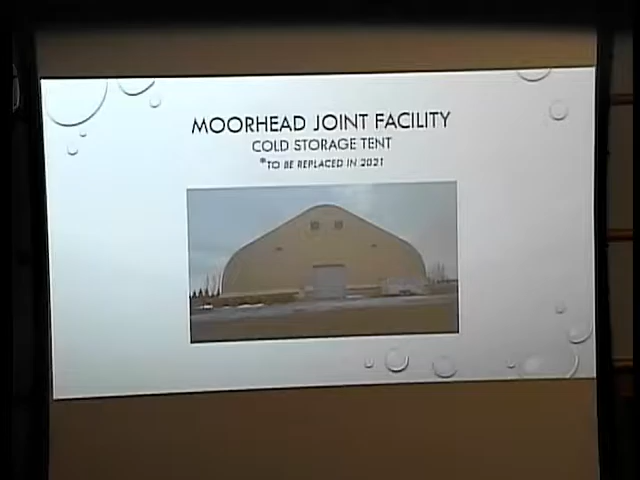 MOORHEAD JOINT FACILITY
COLD STORAGE TENT
*TO BE REPLACED IN 2021